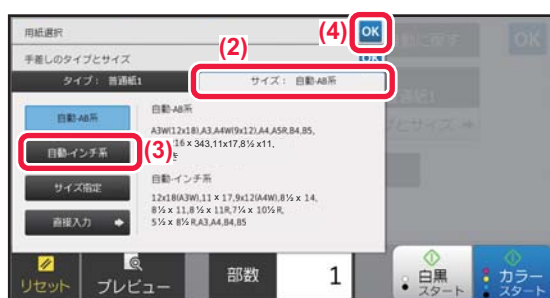 用紙選択
(2)
(4)
OK
手差しのタイプとサイズ
OK
タイプ： 普通紙1
サイズ： 自動-AB系
自動-AB系
自動-AB系
A3W(12x18),A3,A4W(9x12),A4,A5R,B4,B5,
16 x 343,11x17,8½ x11,
自動-インチ系
(3)
自動-インチ系
サイズ指定
12x18(A3W),11 x 17,9x12(A4W),8½ x 14,
8½ x 11,8½ x 11R,7¼ x 10½ R,
直接入力
5½ x 8½ R,A3,A4,B4,B5
リセット
プレビュー
部数
1
白黒
スタート
カラー
スタート